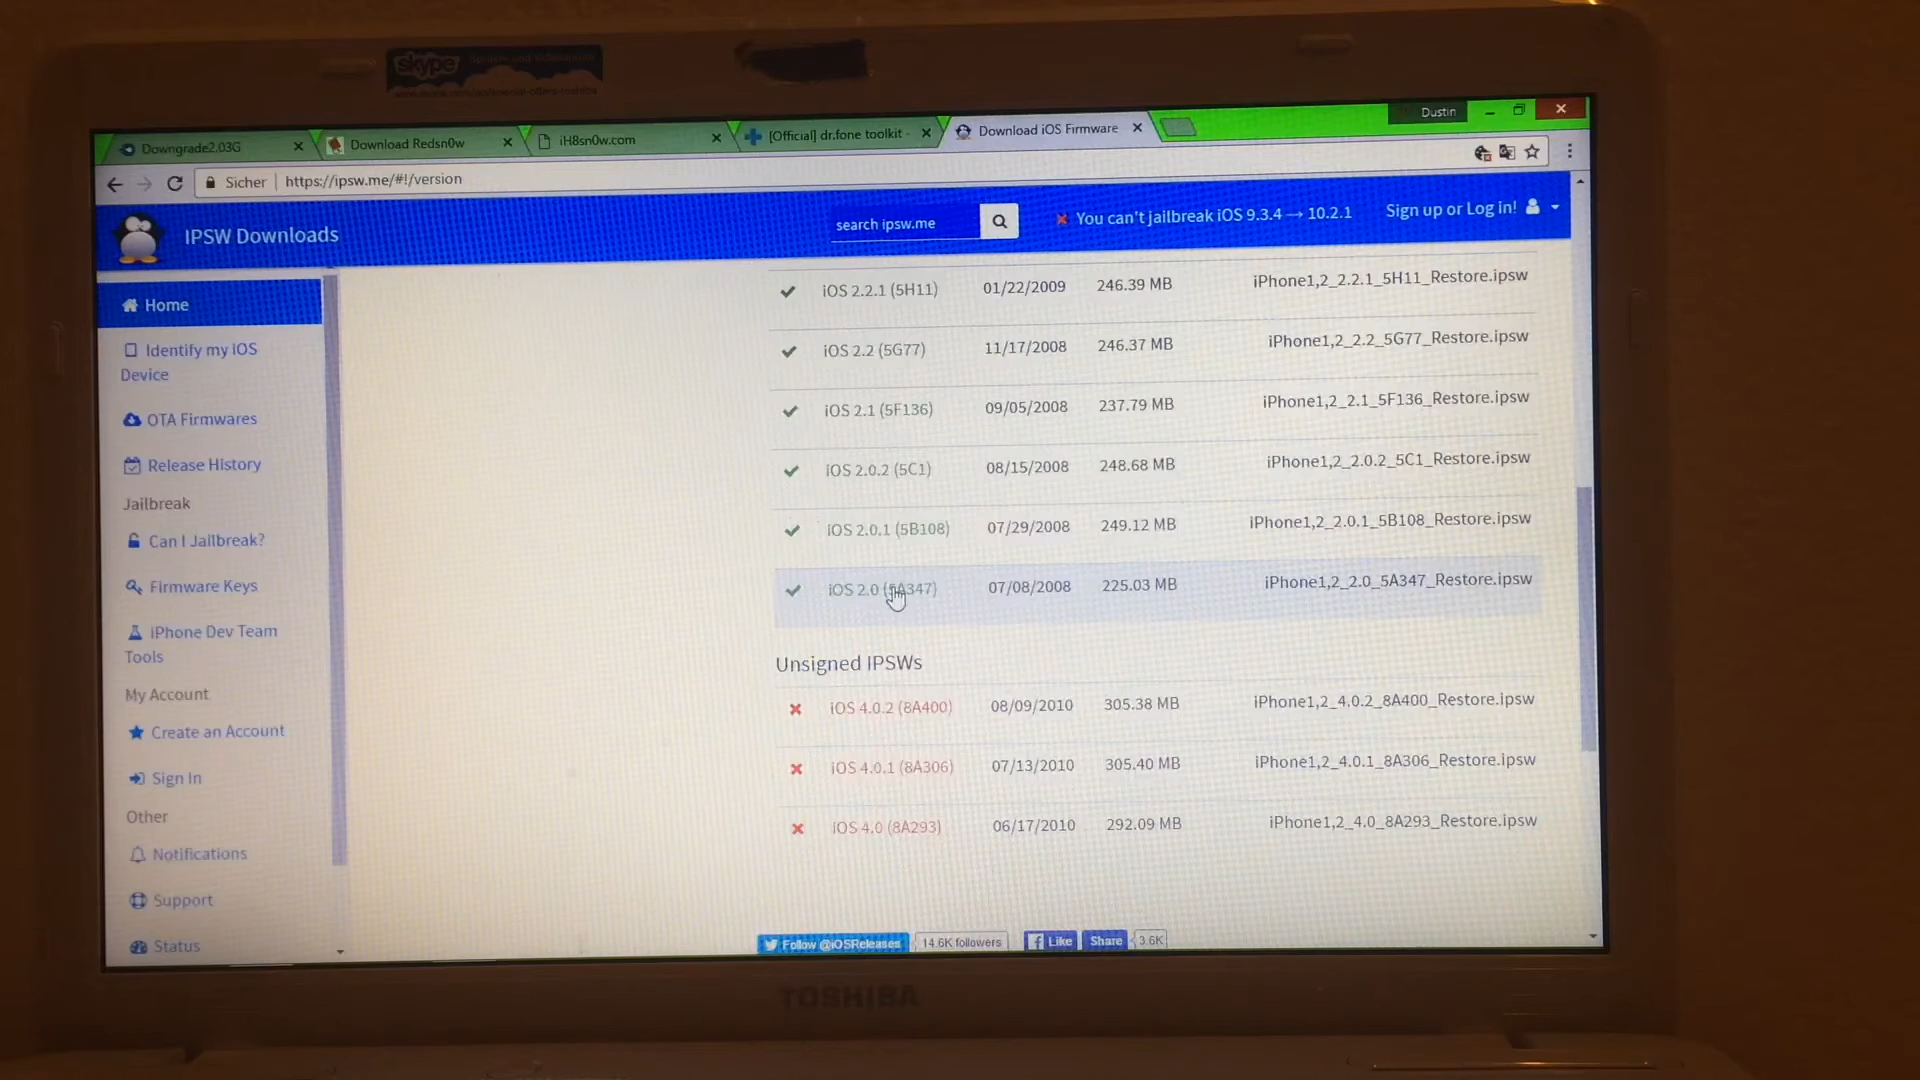 skype
Dustin
Downgrade2.03G
Download Redsn0w
iH8sn0w.com
[Official] dr.fone toolkit -
Download iOS Firmware
Sicher
https://ipsw.me/#!/version
IPSW Downloads
search ipsw.me
You can't jailbreak iOS 9.3.4 → 10.2.1
Sign up or Log in!
Home
Identify my iOS
Device
OTA Firmwares
Release History
Jailbreak
Can I Jailbreak?
Firmware Keys
iPhone Dev Team
Tools
My Account
Create an Account
Sign In
Other
Notifications
Support
Status
iOS 2.2.1 (5H11) 01/22/2009 246.39 MB iPhone1,2_2.2.1_5H11_Restore.ipsw
iOS 2.2 (5G77) 11/17/2008 246.37 MB iPhone1,2_2.2_5G77_Restore.ipsw
iOS 2.1 (5F136) 09/05/2008 237.79 MB iPhone1,2_2.1_5F136_Restore.ipsw
iOS 2.0.2 (5C1) 08/15/2008 248.68 MB iPhone1,2_2.0.2_5C1_Restore.ipsw
iOS 2.0.1 (5B108) 07/29/2008 249.12 MB iPhone1,2_2.0.1_5B108_Restore.ipsw
iOS 2.0 (5A347) 07/08/2008 225.03 MB iPhone1,2_2.0_5A347_Restore.ipsw
Unsigned IPSWs
iOS 4.0.2 (8A400) 08/09/2010 305.38 MB iPhone1,2_4.0.2_8A400_Restore.ipsw
iOS 4.0.1 (8A306) 07/13/2010 305.40 MB iPhone1,2_4.0.1_8A306_Restore.ipsw
iOS 4.0 (8A293) 06/17/2010 292.09 MB iPhone1,2_4.0_8A293_Restore.ipsw
Follow @iOSReleases 14.6K followers Like Share 3.6K
TOSHIBA